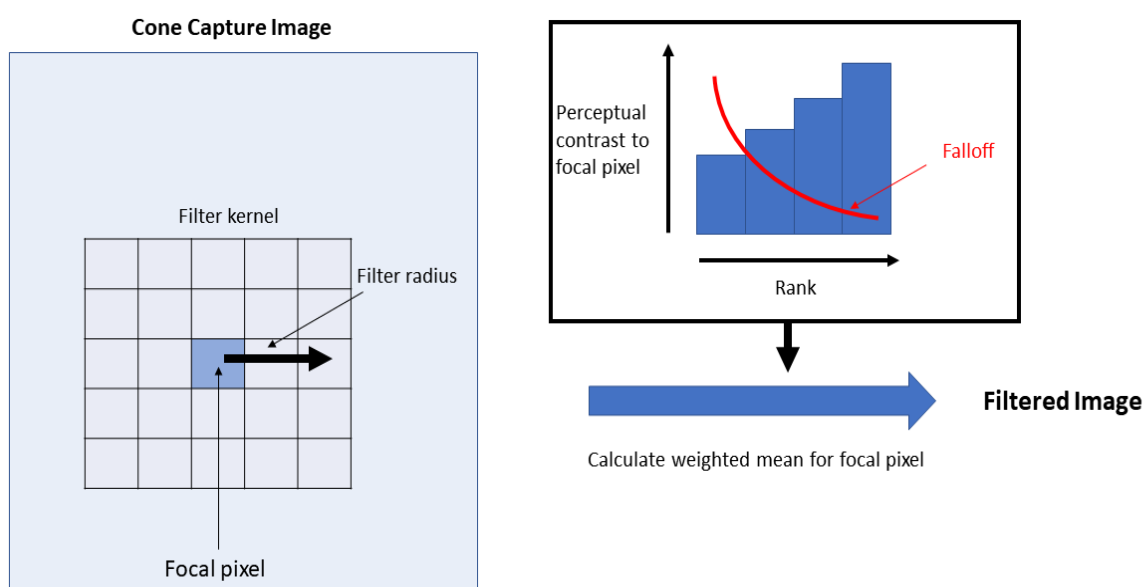 Cone Capture Image
Filter kernel
Filter radius
Focal pixel
Perceptual
contrast to
focal pixel
Falloff
Rank
Filtered Image
Calculate weighted mean for focal pixel